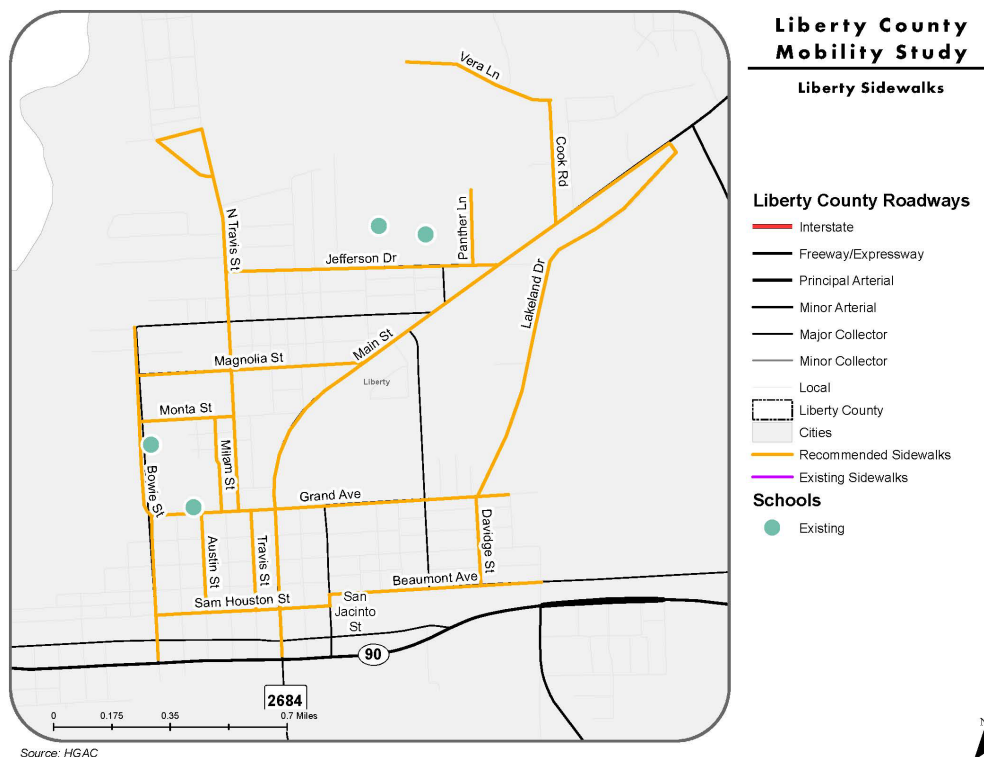 Liberty County
Mobility Study
Liberty Sidewalks
Vera Ln
Cook Rd
N Travis St
Panther Ln
Jefferson Dr
Lakeland Dr
Main St
Magnolia St
Liberty
Monta St
Milam St
Bowie St
Grand Ave
Austin St
Travis St
Davidge St
Beaumont Ave
Sam Houston St
San
Jacinto
St
90
2684
0 0.175 0.35 0.7 Miles
Source: HGAC
Liberty County Roadways
Interstate
Freeway/Expressway
Principal Arterial
Minor Arterial
Major Collector
Minor Collector
Local
Liberty County
Cities
Recommended Sidewalks
Existing Sidewalks
Schools
Existing
N